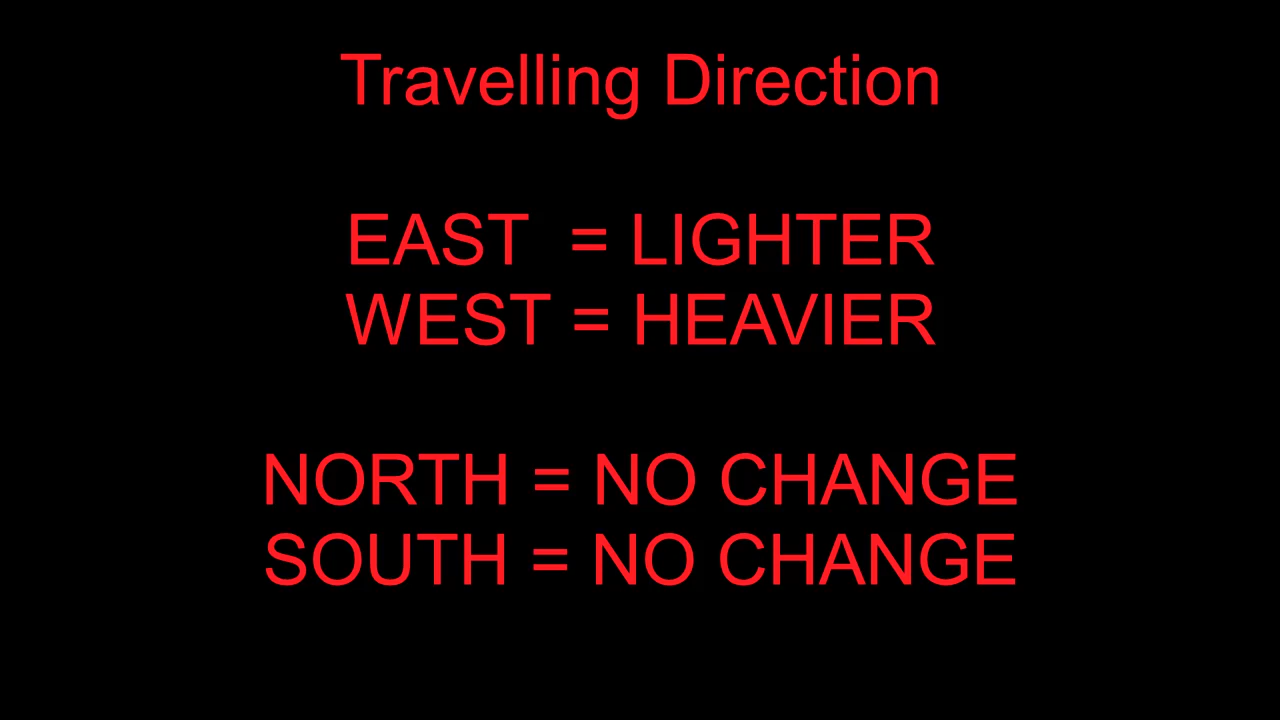 Travelling Direction
EAST  = LIGHTER
WEST = HEAVIER
NORTH = NO CHANGE
SOUTH = NO CHANGE